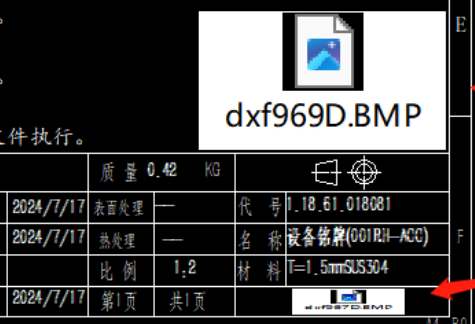 E
dxf969D.BMP
件执行。
质 量 0.42 KG
2024/7/17 表面处理 — 代 号 1.18.61.018081
2024/7/17 热处理 — 名 称 设备铭牌(001RH-ACC) F
比 例 1:2 材 料 T=1.5mmSUS304
2024/7/17 第1页 共1页 dxf969D.BMP